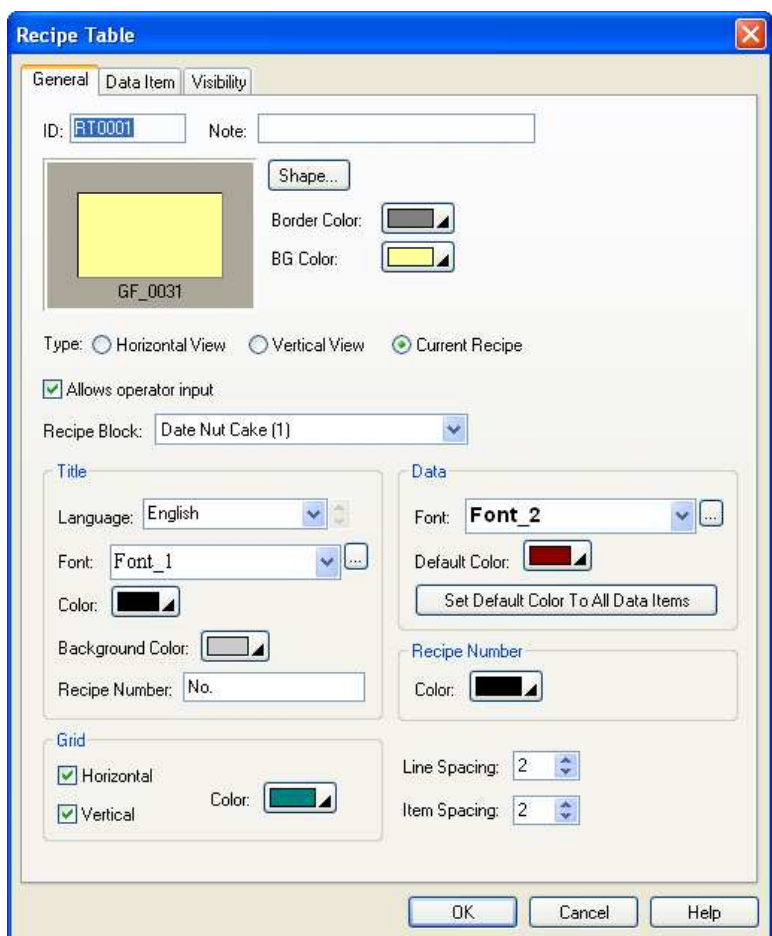 Recipe Table
General Data Item Visibility
ID: RT0001 Note:
Shape...
Border Color:
BG Color:
GF_0031
Type: Horizontal View Vertical View Current Recipe
Allows operator input
Recipe Block: Date Nut Cake (1)
Title
Language: English
Font: Font_1 ...
Color:
Background Color:
Recipe Number: No.
Data
Font: Font_2 ...
Default Color:
Set Default Color To All Data Items
Recipe Number
Color:
Grid
Horizontal
Vertical
Color:
Line Spacing: 2
Item Spacing: 2
OK Cancel Help